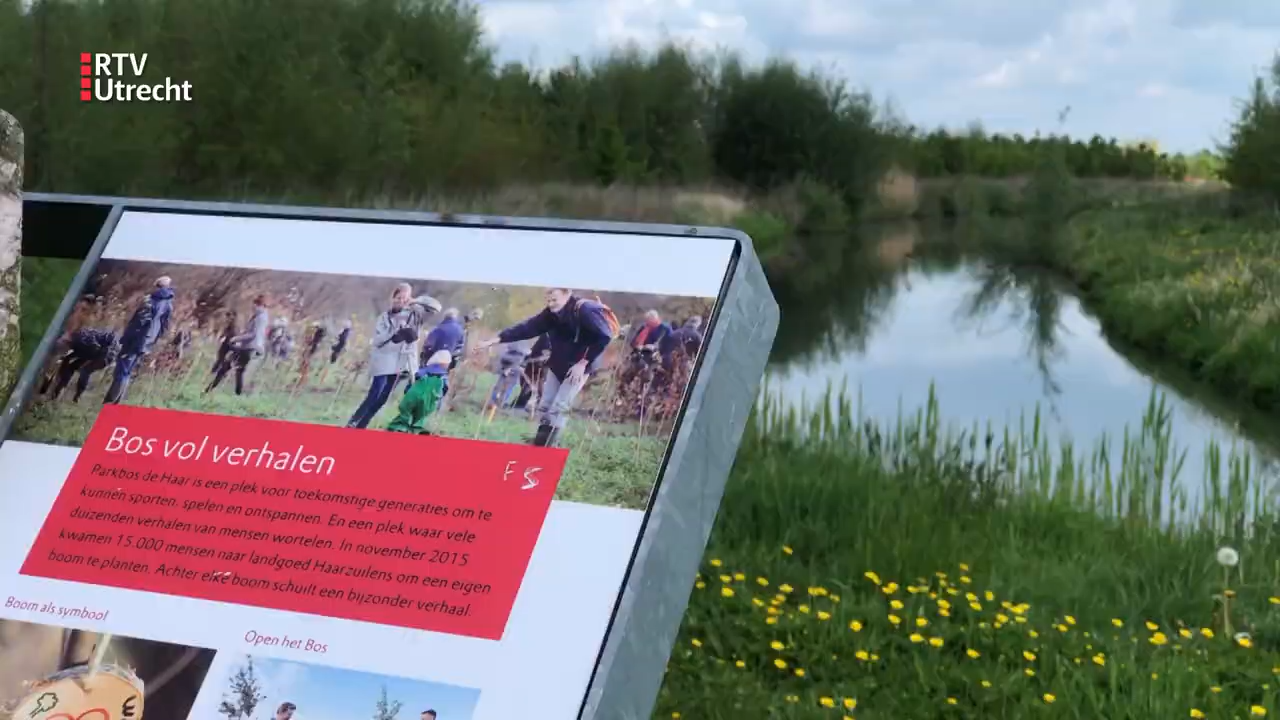 RTV
Utrecht
Bos vol verhalen
F S
Parkbos de Haar is een plek voor toekomstige generaties om te
kunnen sporten, spelen en ontspannen. En een plek waar vele
duizenden verhalen van mensen wortelen. In november 2015
kwamen 15.000 mensen naar landgoed Haarzuilens om een eigen
boom te planten. Achter elke boom schuilt een bijzonder verhaal.
Boom als symbool
Open het Bos